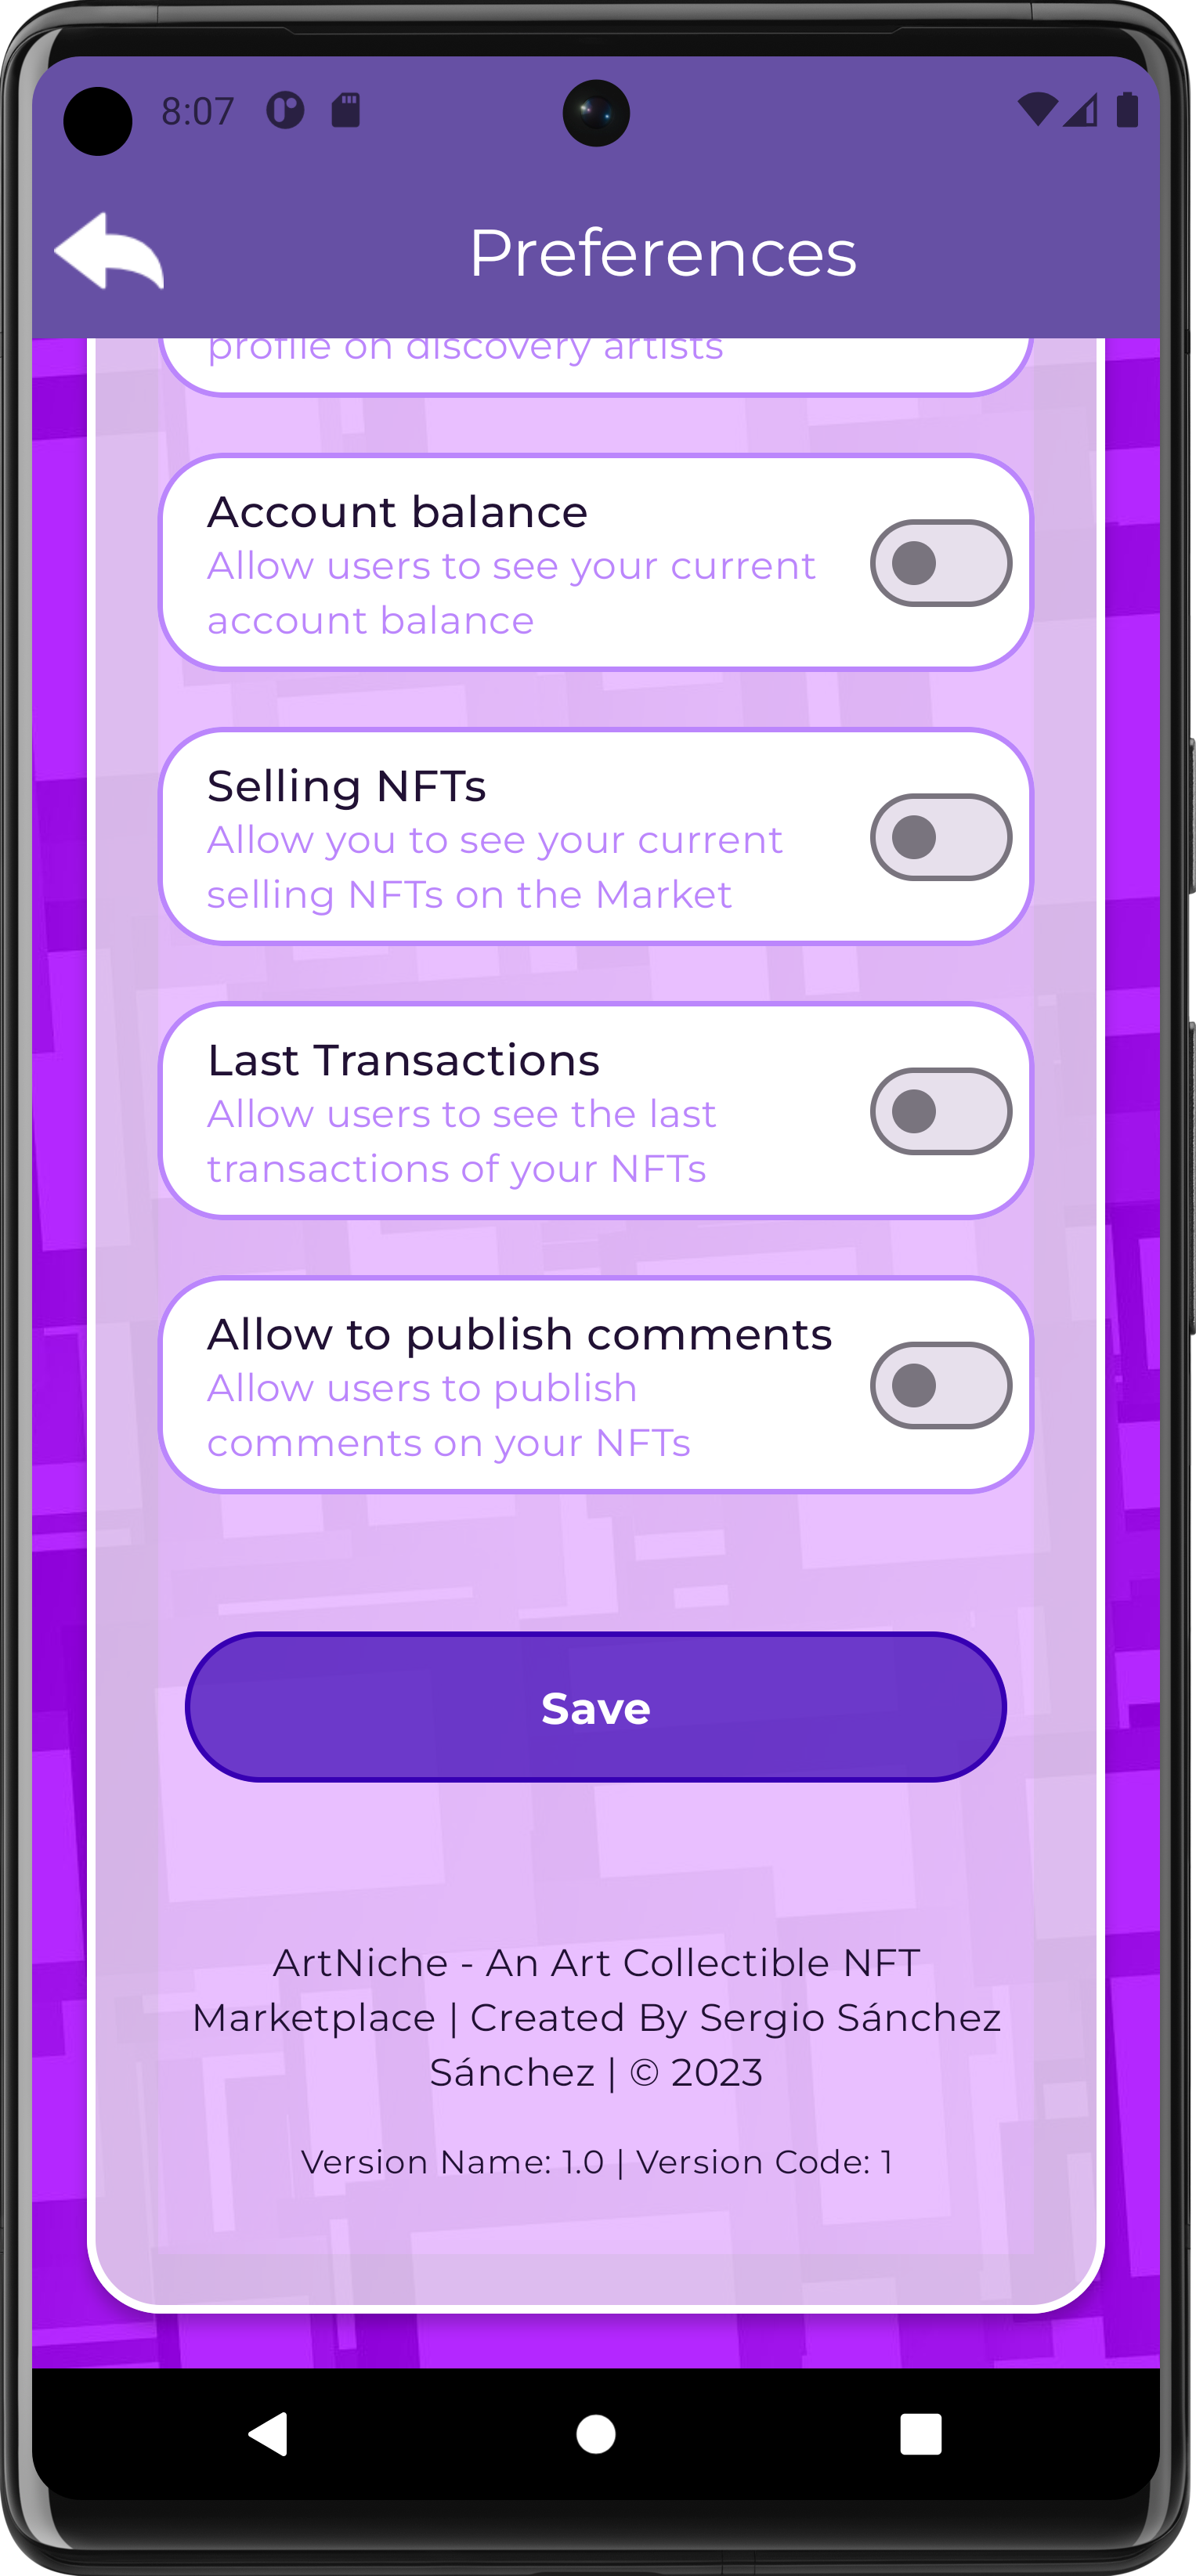 8:07
Preferences
profile on discovery artists
Account balance
Allow users to see your current
account balance
Selling NFTs
Allow you to see your current
selling NFTs on the Market
Last Transactions
Allow users to see the last
transactions of your NFTs
Allow to publish comments
Allow users to publish
comments on your NFTs
Save
ArtNiche - An Art Collectible NFT
Marketplace | Created By Sergio Sánchez
Sánchez | © 2023
Version Name: 1.0 | Version Code: 1